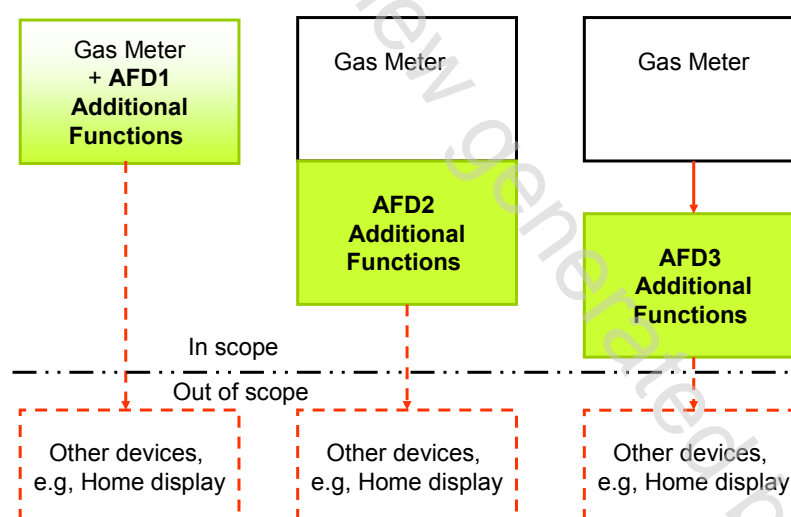 Gas Meter
+ AFD1
Additional
Functions
Gas Meter
AFD2
Additional
Functions
Gas Meter
AFD3
Additional
Functions
In scope
Out of scope
Other devices,
e.g, Home display
Other devices,
e.g, Home display
Other devices,
e.g, Home display
generated